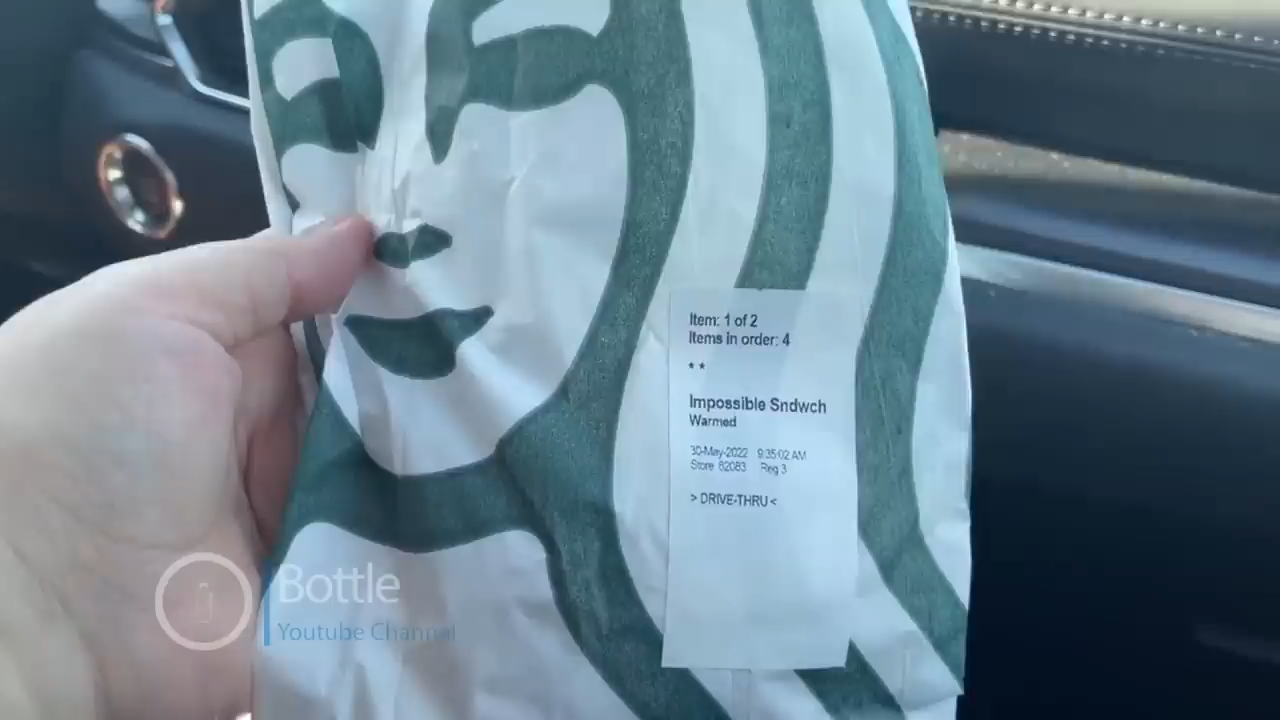 Item: 1 of 2
Items in order: 4
* *
Impossible Sndwch
Warmed
30-May-2022 9:35:02 AM
Store 62083 Reg 3
> DRIVE-THRU <
Bottle
Youtube Channel